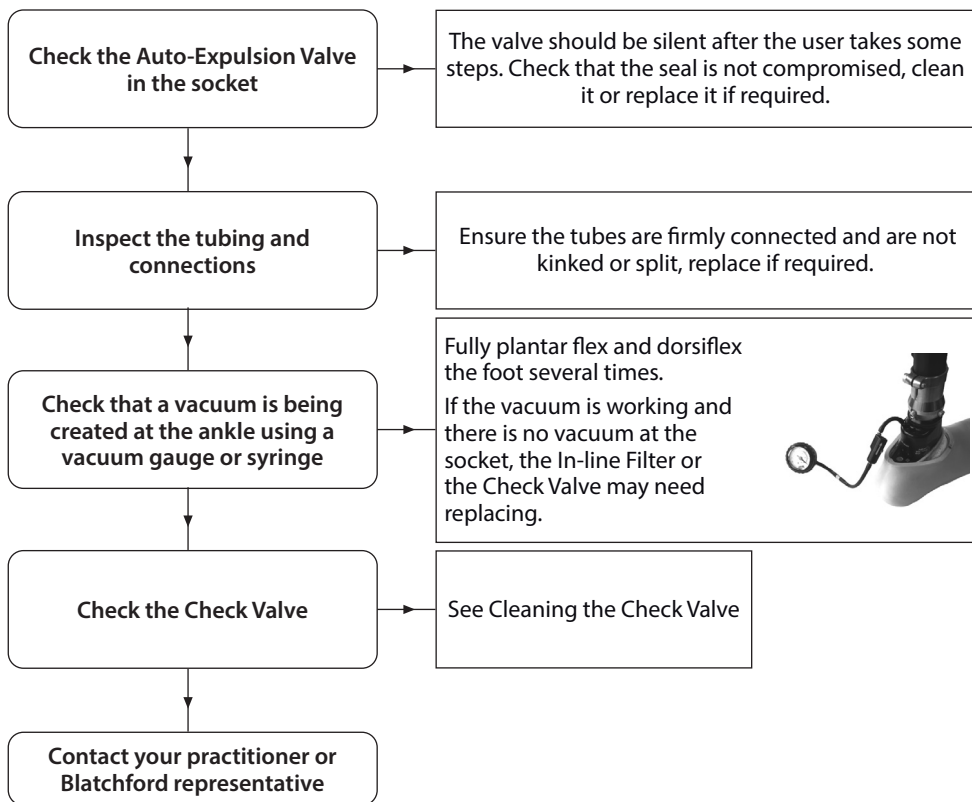 Check the Auto-Expulsion Valve
in the socket
The valve should be silent after the user takes some
steps. Check that the seal is not compromised, clean
it or replace it if required.
Inspect the tubing and
connections
Ensure the tubes are firmly connected and are not
kinked or split, replace if required.
Check that a vacuum is being
created at the ankle using a
vacuum gauge or syringe
Fully plantar flex and dorsiflex
the foot several times.
If the vacuum is working and
there is no vacuum at the
socket, the In-line Filter or
the Check Valve may need
replacing.
Check the Check Valve
See Cleaning the Check Valve
Contact your practitioner or
Blatchford representative